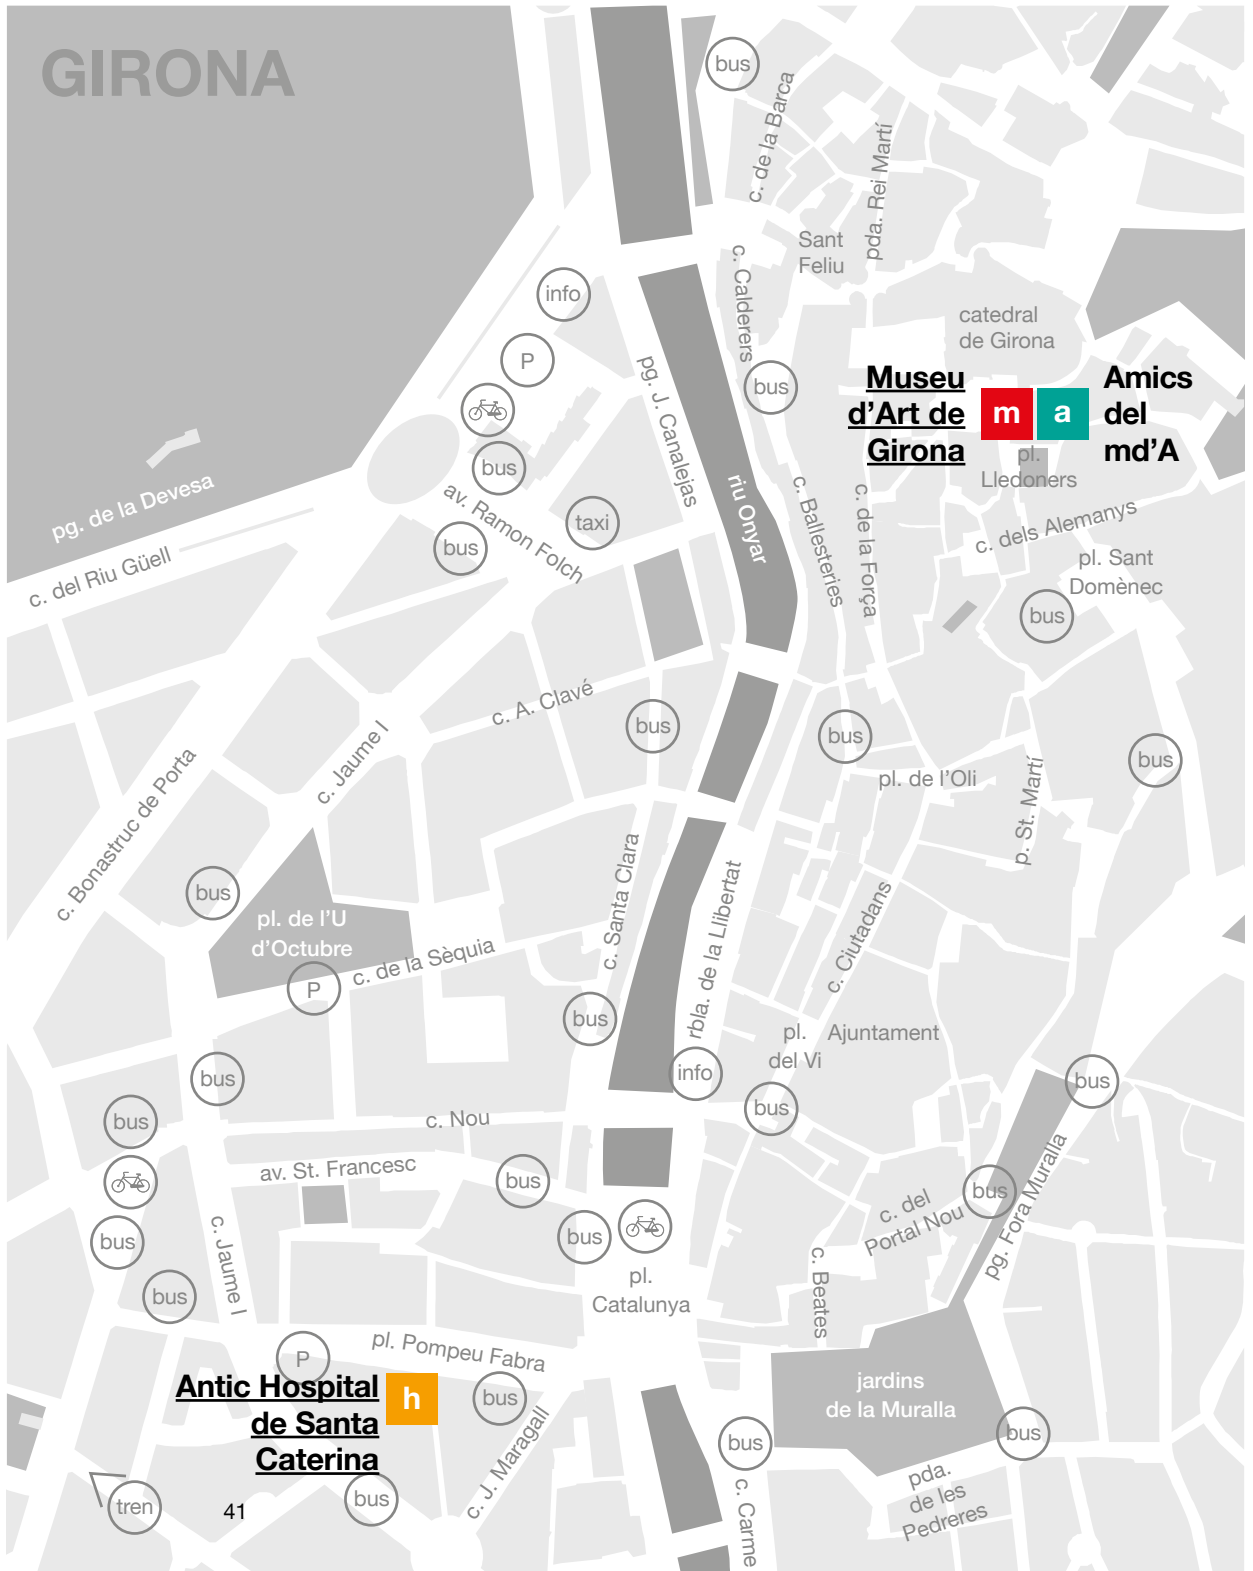 GIRONA
bus
c. de la Barca
pda. Rei Martí
Sant
Feliu
c. Calderers
info
catedral
de Girona
P
pg. J. Canalejas
bus
Museu
d'Art de
Girona
m
a
Amics
del
md'A
pl.
Lledoners
bus
pg. de la Devesa
av. Ramon Folch
taxi
bus
riu Onyar
c. Ballesteries
c. de la Força
c. dels Alemanys
pl. Sant
Domènec
c. del Riu Güell
bus
c. A. Clavé
bus
bus
bus
c. Jaume I
pl. de l'Oli
p. St. Martí
c. Bonastruc de Porta
bus
c. Santa Clara
rbla. de la Llibertat
c. Ciutadans
pl. de l'U
d'Octubre
c. de la Sèquia
P
bus
pl.
del Vi
Ajuntament
info
bus
bus
bus
bus
c. Nou
av. St. Francesc
bus
bus
c. del
Portal Nou
pg. Fora Muralla
bus
bus
c. Jaume I
c. Beates
pl.
Catalunya
bus
P
pl. Pompeu Fabra
Antic Hospital
de Santa
Caterina
h
bus
jardins
de la Muralla
bus
bus
c. J. Maragall
pda.
de les
Pedreres
c. Carme
tren
bus
41